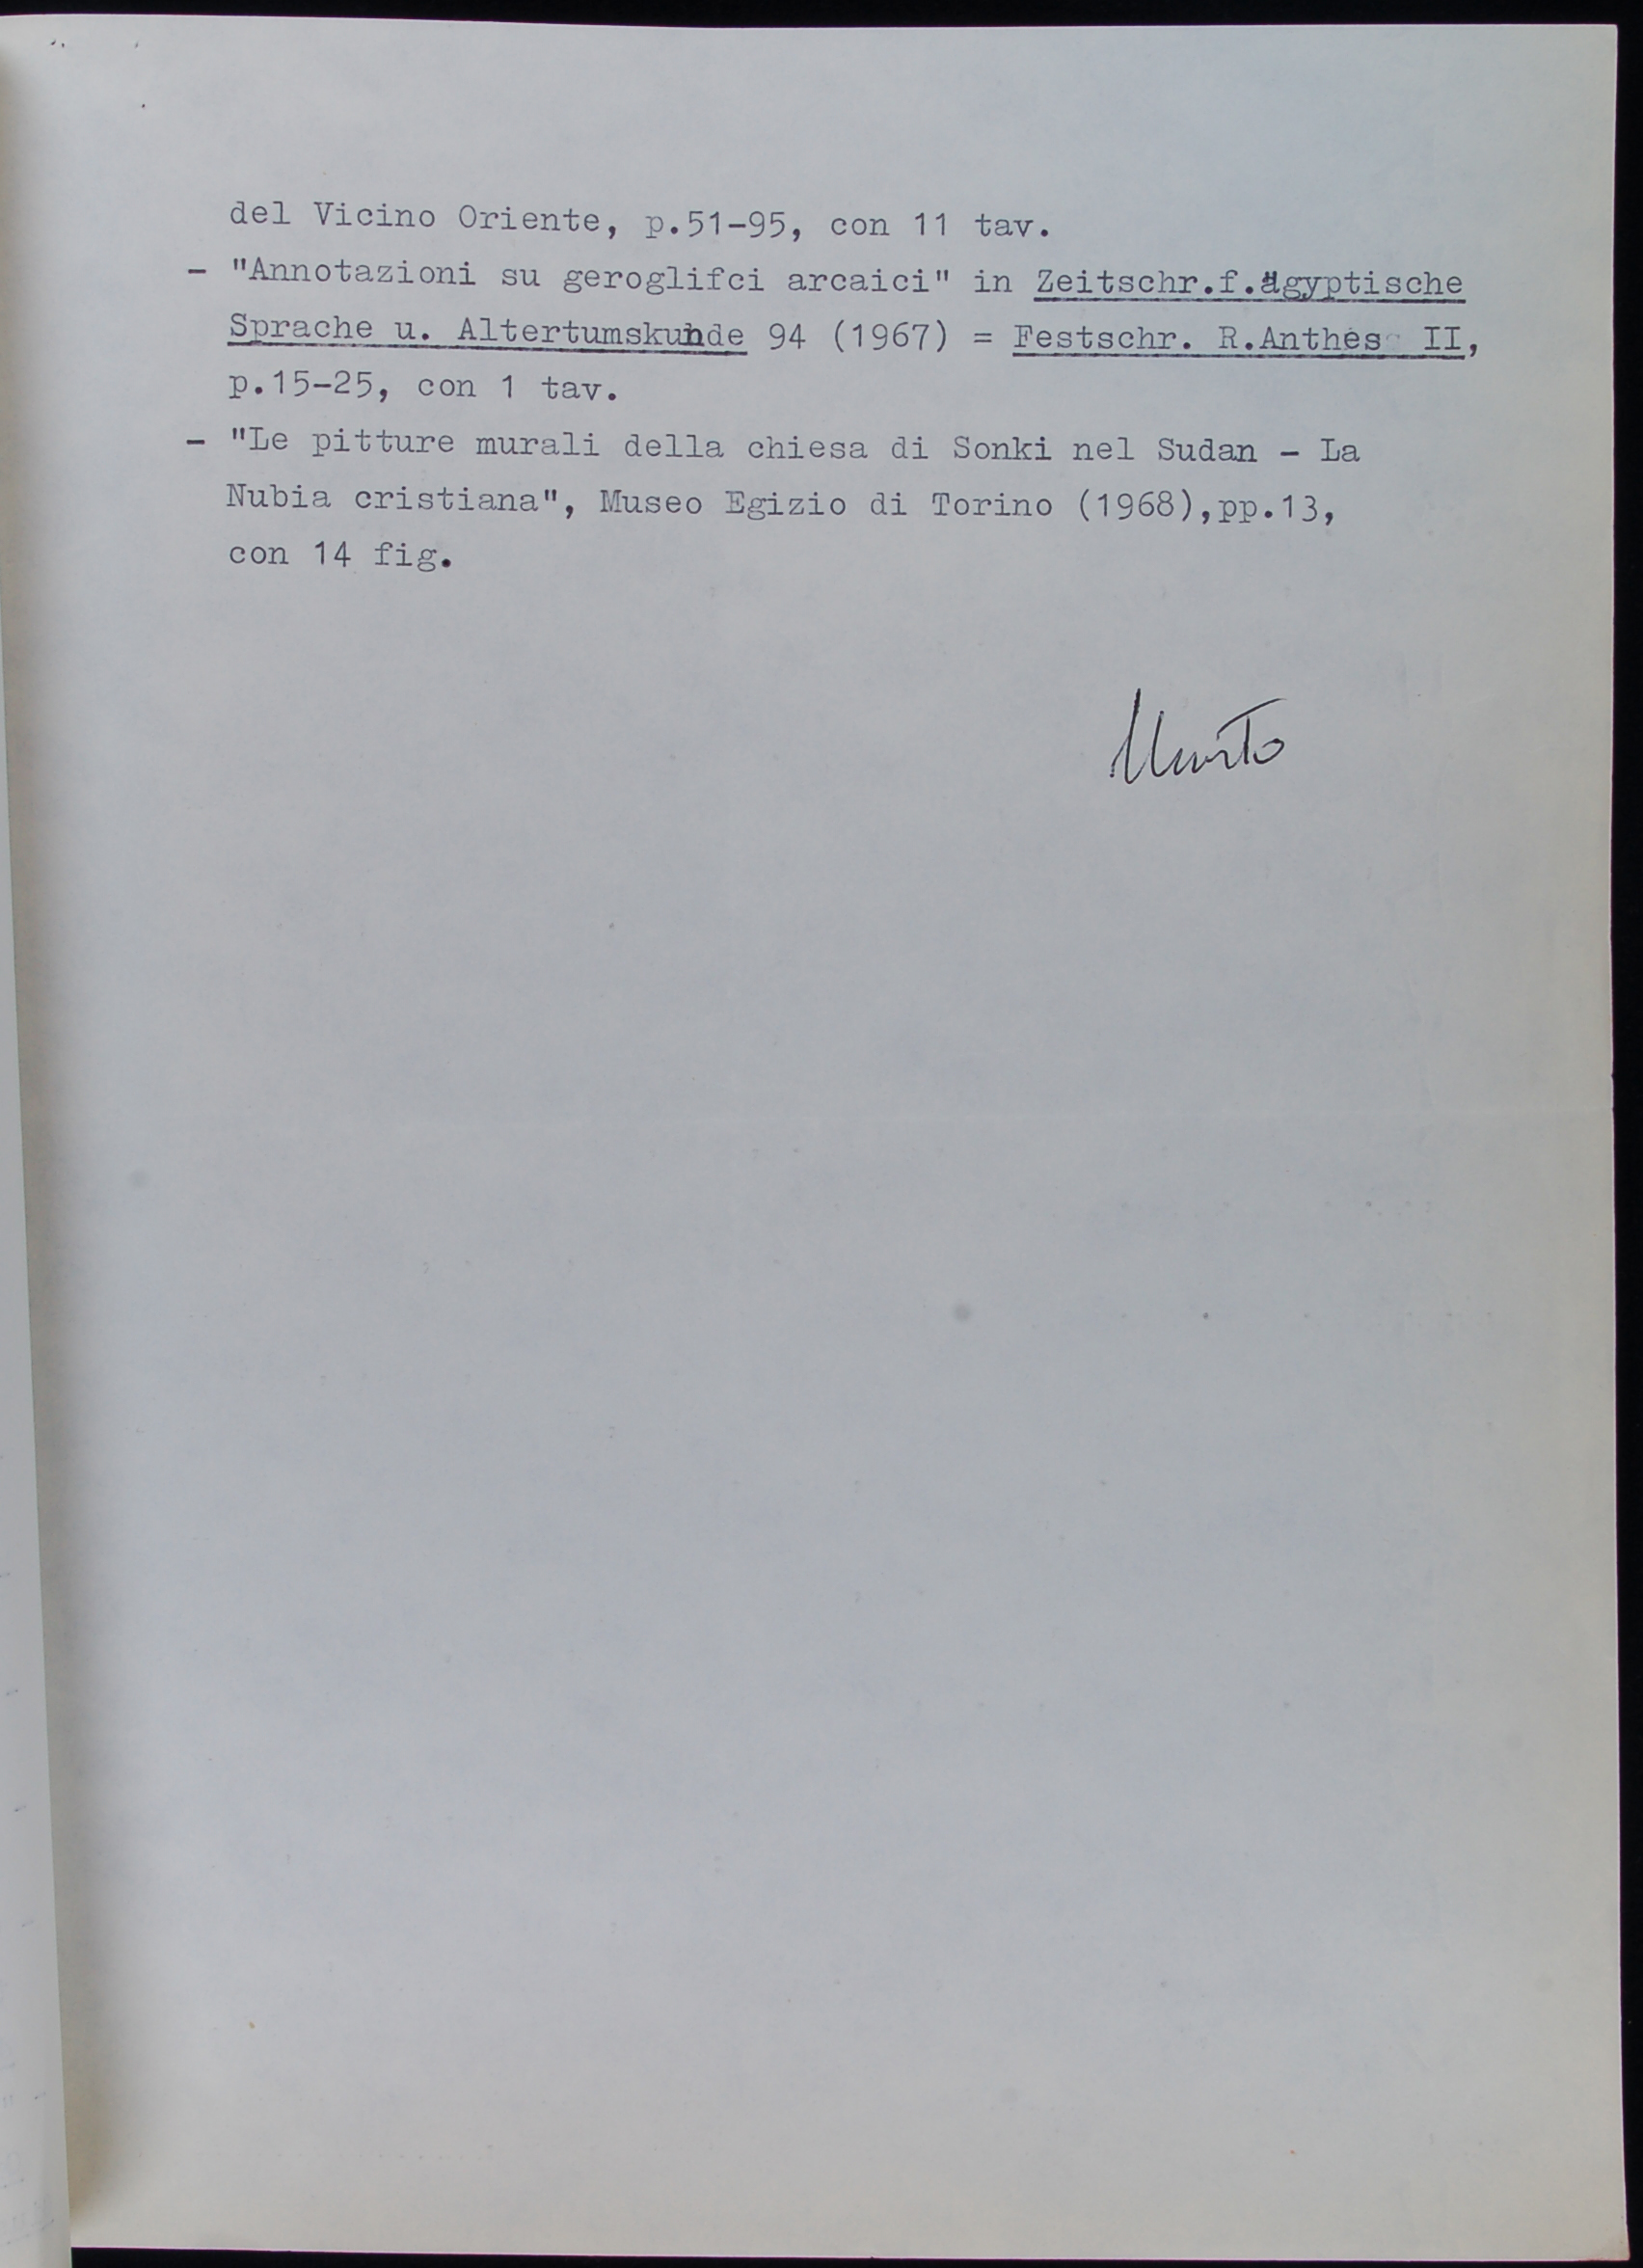 del Vicino Oriente, p.51-95, con 11 tav.
- "Annotazioni su geroglifci arcaici" in Zeitschr.f.ägyptische
Sprache u. Altertumskunde 94 (1967) = Festschr. R.Anthes II,
p.15-25, con 1 tav.
- "Le pitture murali della chiesa di Sonki nel Sudan - La
Nubia cristiana", Museo Egizio di Torino (1968),pp.13,
con 14 fig.